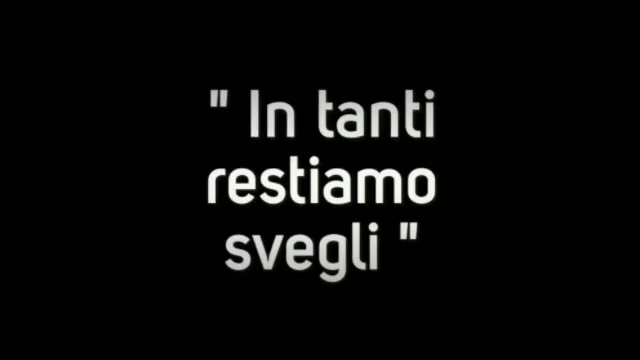 " In tanti
restiamo
svegli "